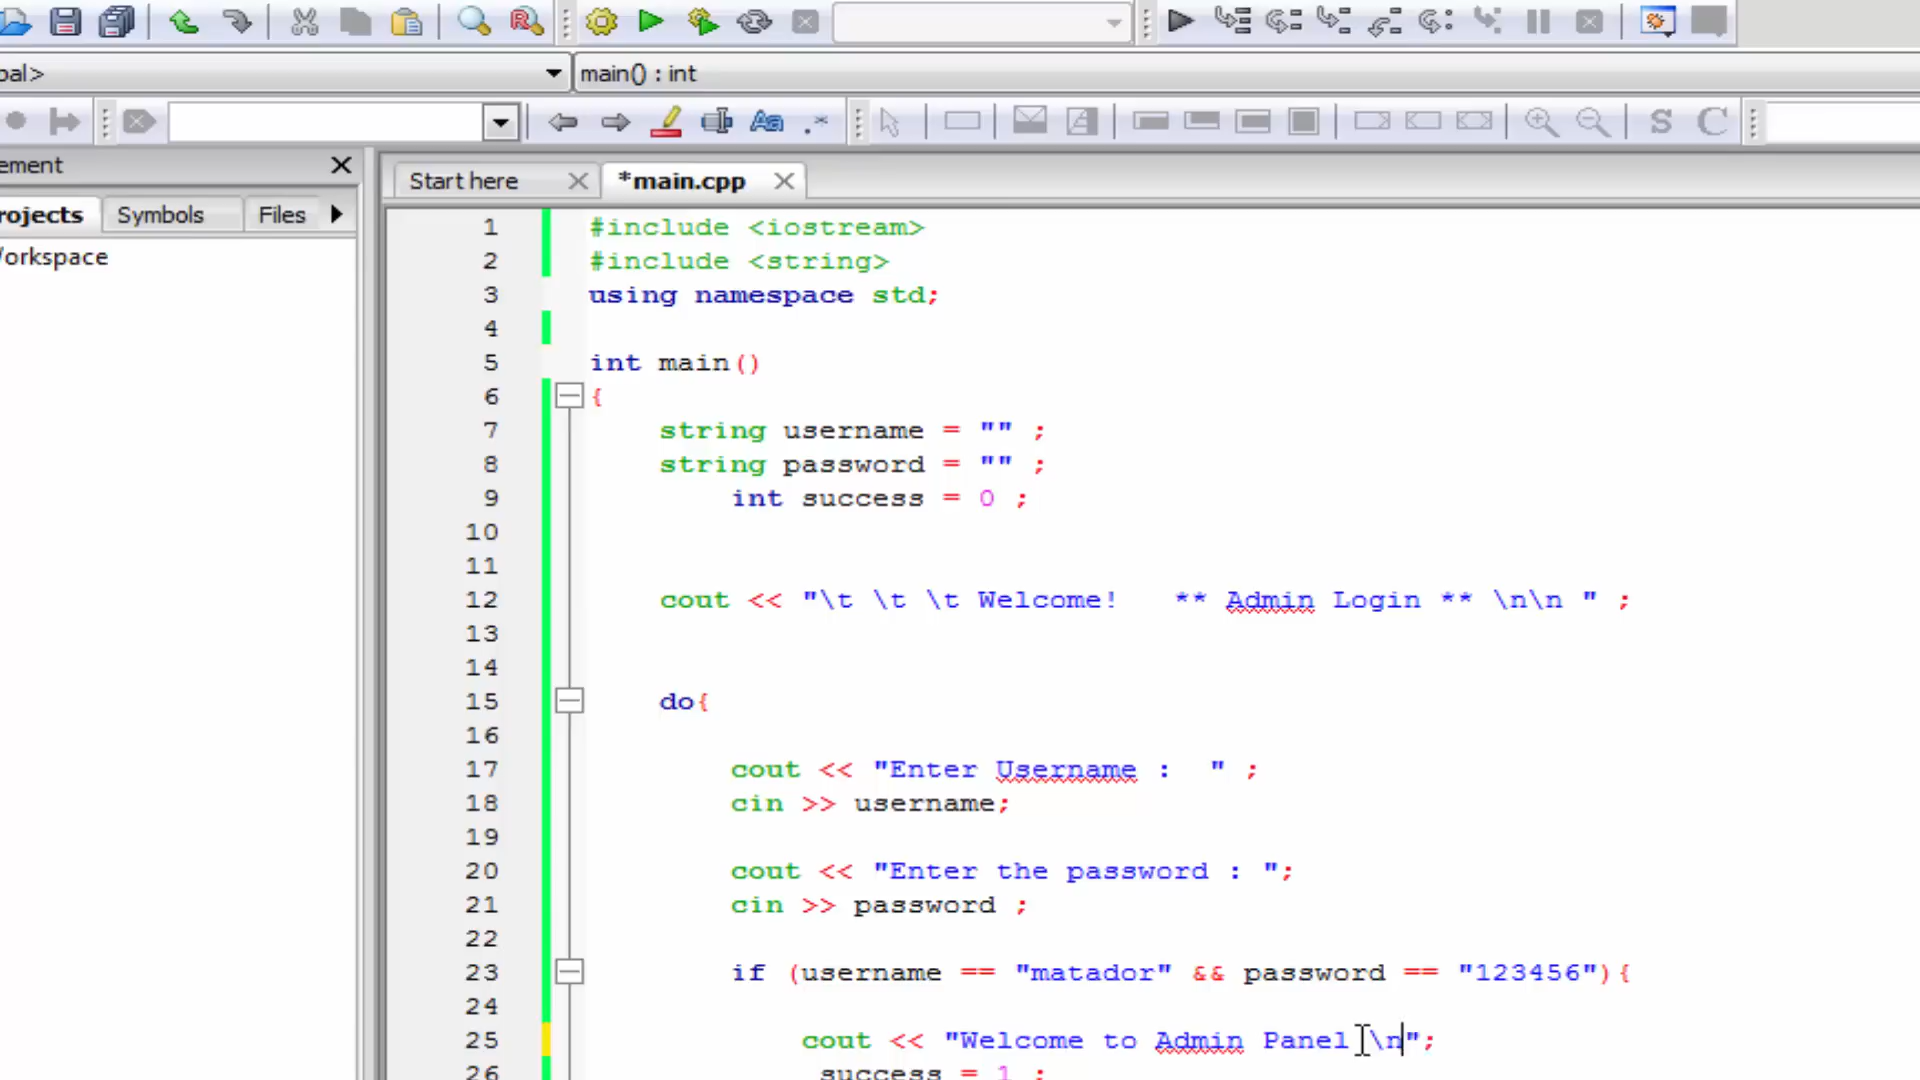 bal>
main() : int
Aa
.*
S
C
ement
Start here
*main.cpp
rojects
Symbols
Files
orkspace
1 #include <iostream>
2 #include <string>
3 using namespace std;
4
5 int main()
6 {
7 string username = "" ;
8 string password = "" ;
9 int success = 0 ;
10
11
12 cout << "\t \t \t Welcome!   ** Admin Login ** \n\n " ;
13
14
15 do{
16
17 cout << "Enter Username :  " ;
18 cin >> username;
19
20 cout << "Enter the password : ";
21 cin >> password ;
22
23 if (username == "matador" && password == "123456"){
24
25 cout << "Welcome to Admin Panel \n";
26 success = 1 ;